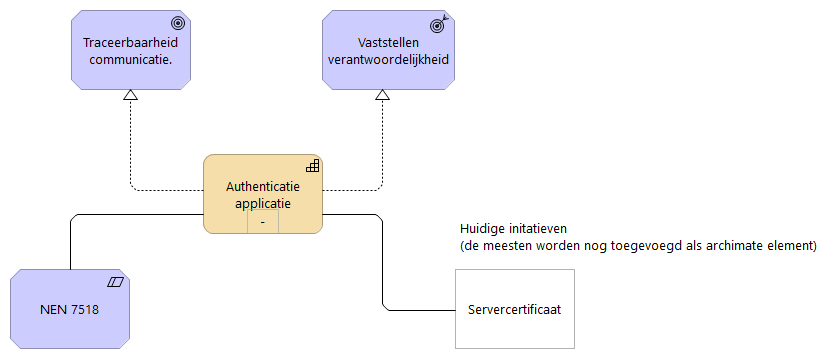 Traceerbaarheid
communicatie.
Vaststellen
verantwoordelijkheid
Authenticatie
applicatie
-
Huidige initatieven
(de meesten worden nog toegevoegd als archimate element)
NEN 7518
Servercertificaat